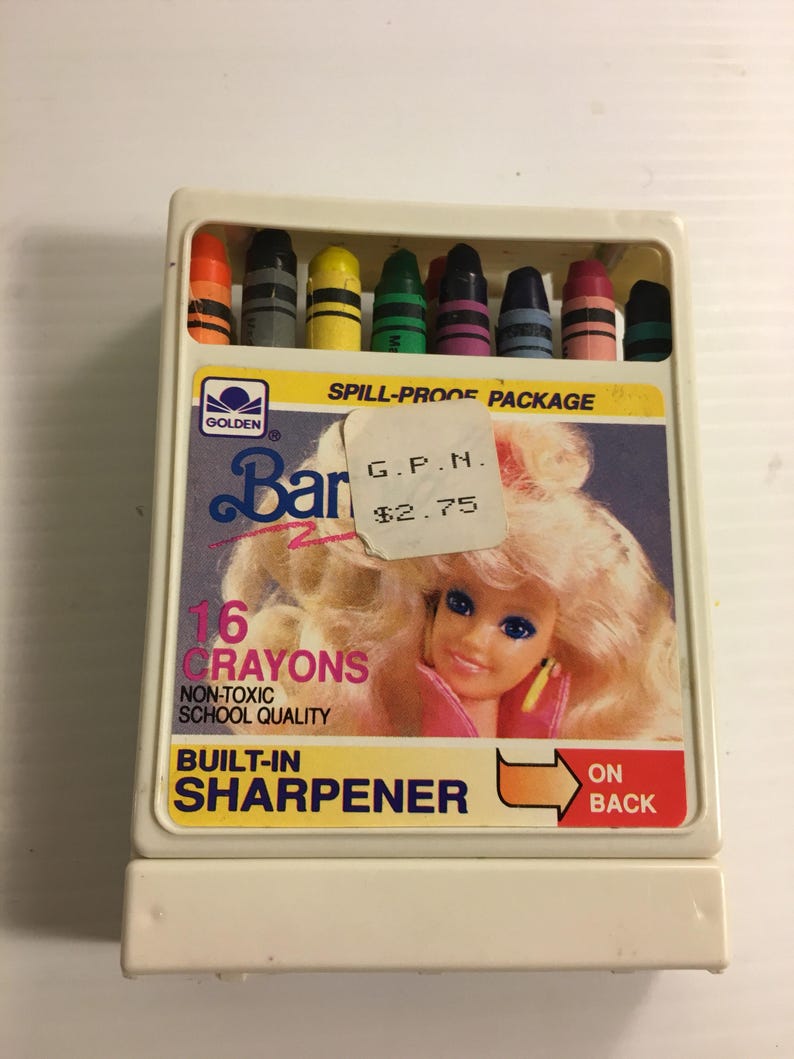 SPILL-PROOF PACKAGE
GOLDEN
®
G.P.N.
$2.75
16
CRAYONS
NON-TOXIC
SCHOOL QUALITY
BUILT-IN
SHARPENER
ON
BACK